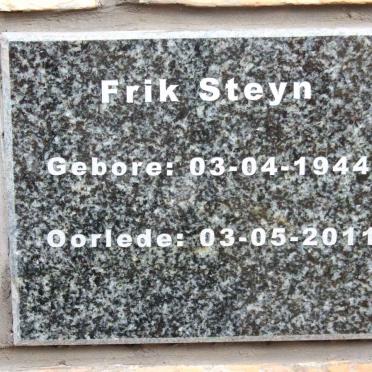 Frik Steyn
Gebore: 03-04-1944
Oorlede: 03-05-2011